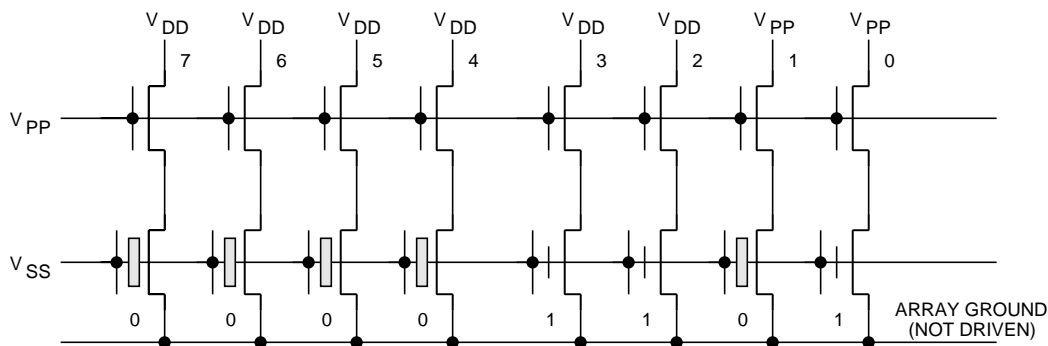 VDD VDD VDD VDD VDD VDD VPP VPP
7 6 5 4 3 2 1 0
VPP
VSS
0 0 0 0 1 1 0 1
ARRAY GROUND
(NOT DRIVEN)